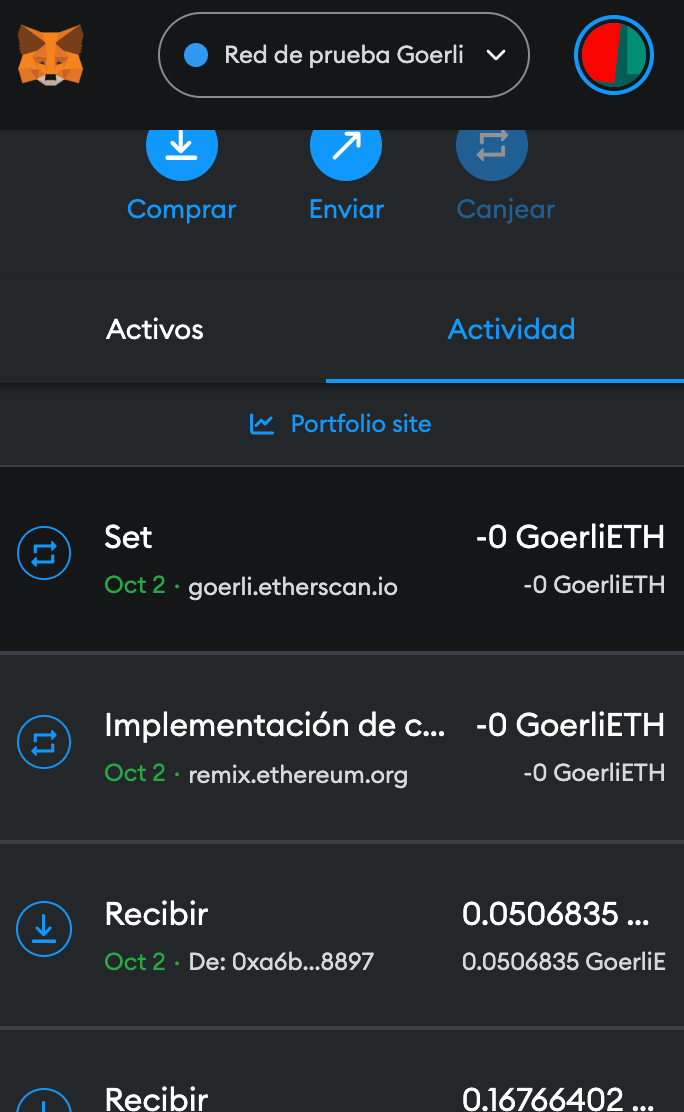 Red de prueba Goerli
Comprar
Enviar
Canjear
Activos
Actividad
Portfolio site
Set
-0 GoerliETH
Oct 2 · goerli.etherscan.io
-0 GoerliETH
Implementación de c...
-0 GoerliETH
Oct 2 · remix.ethereum.org
-0 GoerliETH
Recibir
0.0506835 ...
Oct 2 · De: 0xa6b...8897
0.0506835 GoerliE
Recibir
0.16766402 ...